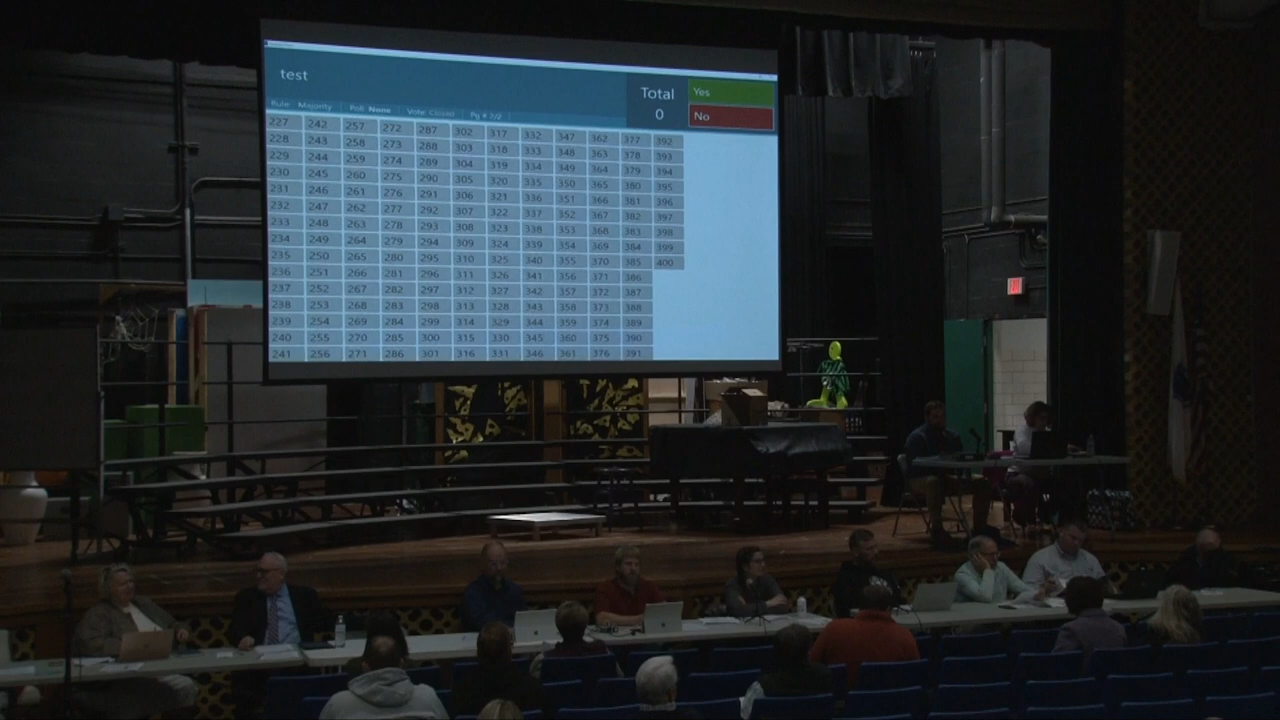 test
Total
0
Yes
No
Rule Majority Poll None Vote Closed Pg # 2/2
227 242 257 272 287 302 317 332 347 362 377 392
228 243 258 273 288 303 318 333 348 363 378 393
229 244 259 274 289 304 319 334 349 364 379 394
230 245 260 275 290 305 320 335 350 365 380 395
231 246 261 276 291 306 321 336 351 366 381 396
232 247 262 277 292 307 322 337 352 367 382 397
233 248 263 278 293 308 323 338 353 368 383 398
234 249 264 279 294 309 324 339 354 369 384 399
235 250 265 280 295 310 325 340 355 370 385 400
236 251 266 281 296 311 326 341 356 371 386
237 252 267 282 297 312 327 342 357 372 387
238 253 268 283 298 313 328 343 358 373 388
239 254 269 284 299 314 329 344 359 374 389
240 255 270 285 300 315 330 345 360 375 390
241 256 271 286 301 316 331 346 361 376 391